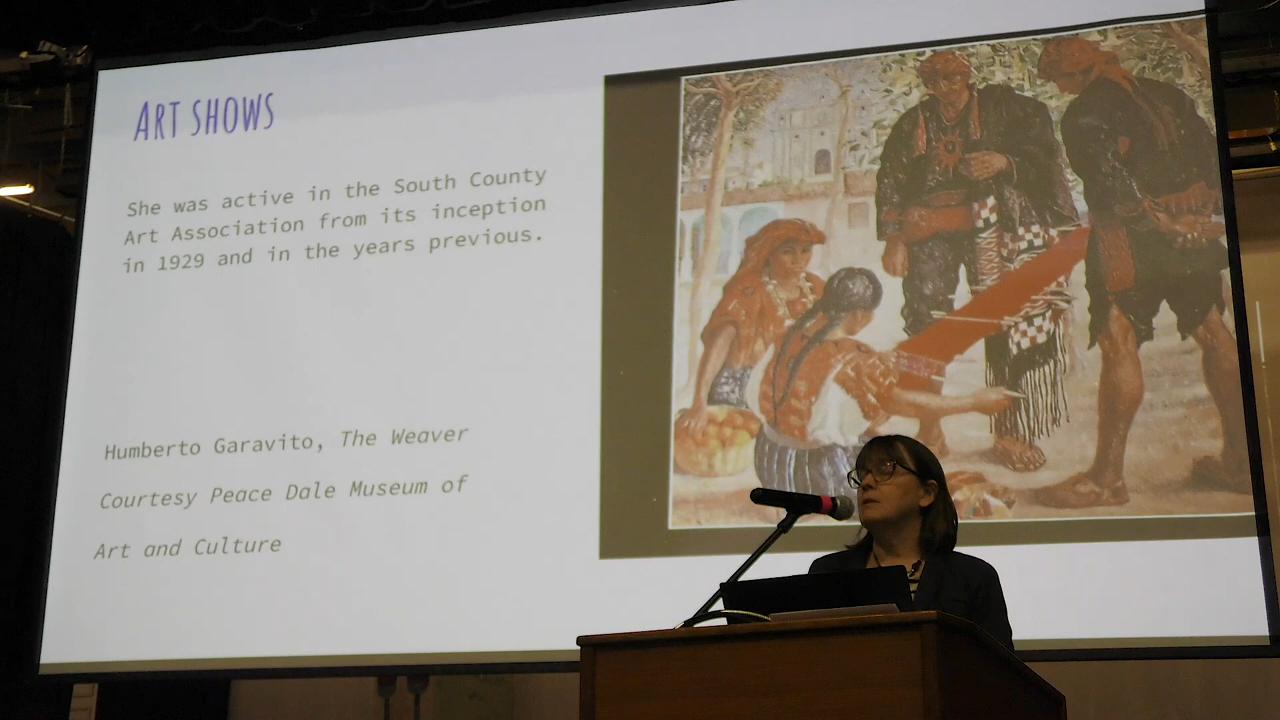 ART SHOWS
She was active in the South County
Art Association from its inception
in 1929 and in the years previous.
Humberto Garavito, The Weaver
Courtesy Peace Dale Museum of
Art and Culture